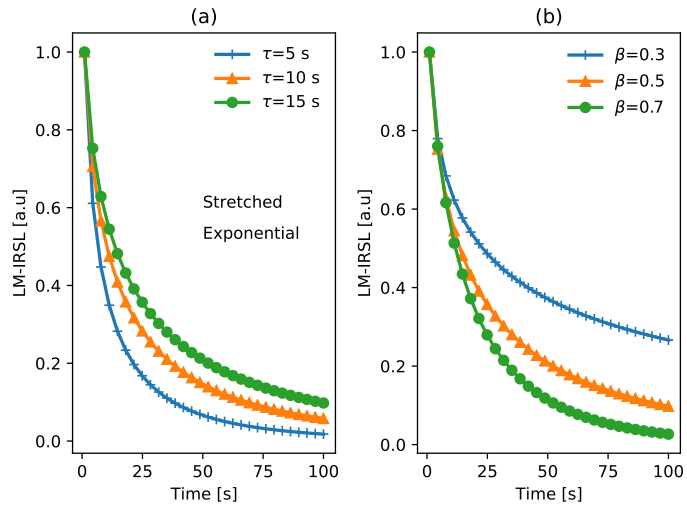 (a)
LM-IRSL [a.u]
1.0
0.8
0.6
0.4
0.2
0.0
τ=5 s
τ=10 s
τ=15 s
Stretched
Exponential
0
25
50
75
100
Time [s]
(b)
LM-IRSL [a.u]
1.0
0.8
0.6
0.4
0.2
0.0
β=0.3
β=0.5
β=0.7
0
25
50
75
100
Time [s]